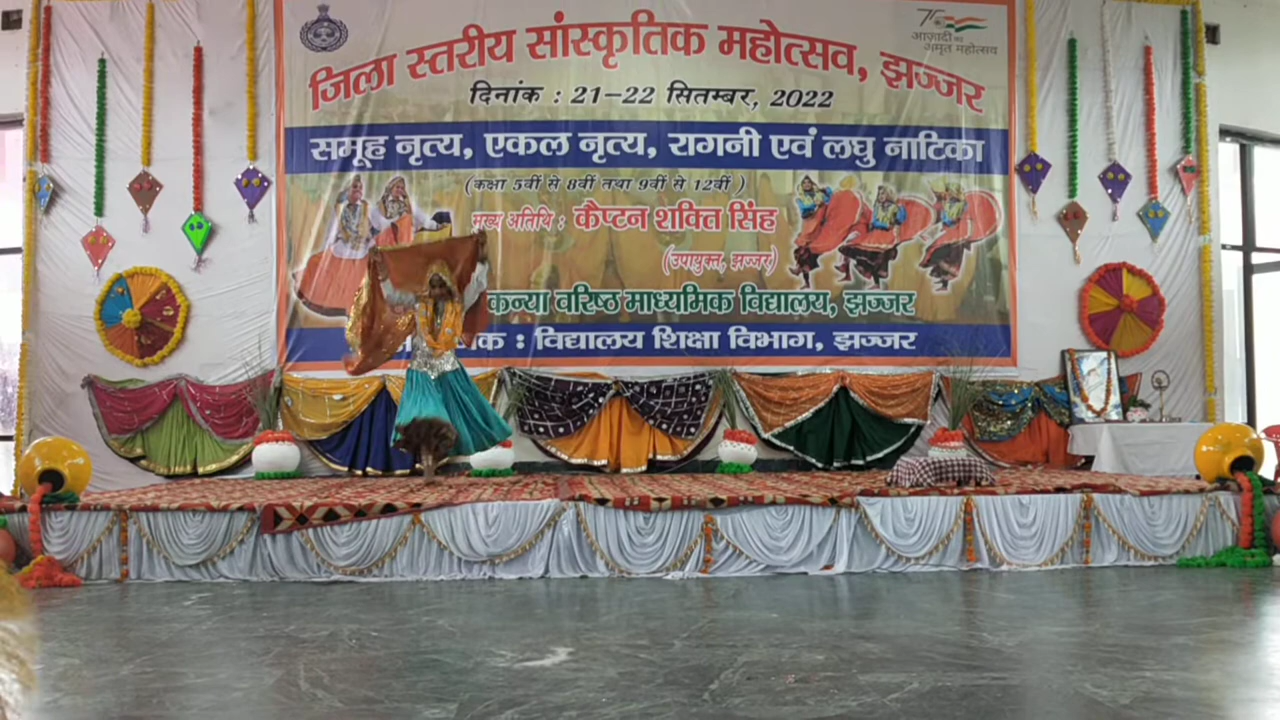 आज़ादी का
अमृत महोत्सव
जिला स्तरीय सांस्कृतिक महोत्सव, झज्जर
दिनांक : 21-22 सितम्बर, 2022
समूह नृत्य, एकल नृत्य, रागनी एवं लघु नाटिका
(कक्षा 5वीं से 8वीं तथा 9वीं से 12वीं )
मुख्य अतिथि : कैप्टन शक्ति सिंह
(उपायुक्त, झज्जर)
कन्या वरिष्ठ माध्यमिक विद्यालय, झज्जर
: विद्यालय शिक्षा विभाग, झज्जर